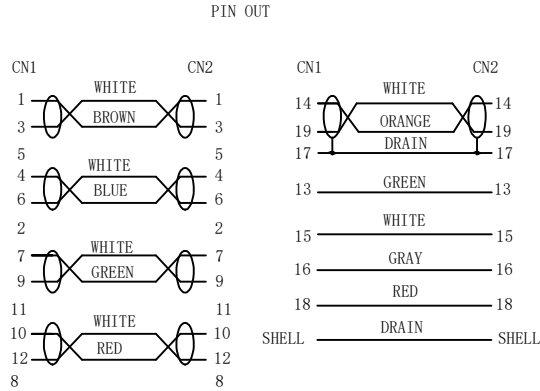 PIN OUT
CN1 CN2
WHITE
1 1
BROWN
3 3
5 5
WHITE
4 4
BLUE
6 6
2 2
WHITE
7 7
GREEN
9 9
11 11
WHITE
10 10
RED
12 12
8 8
CN1 CN2
WHITE
14 14
ORANGE
19 19
DRAIN
17 17
GREEN
13 13
WHITE
15 15
GRAY
16 16
RED
18 18
DRAIN
SHELL SHELL